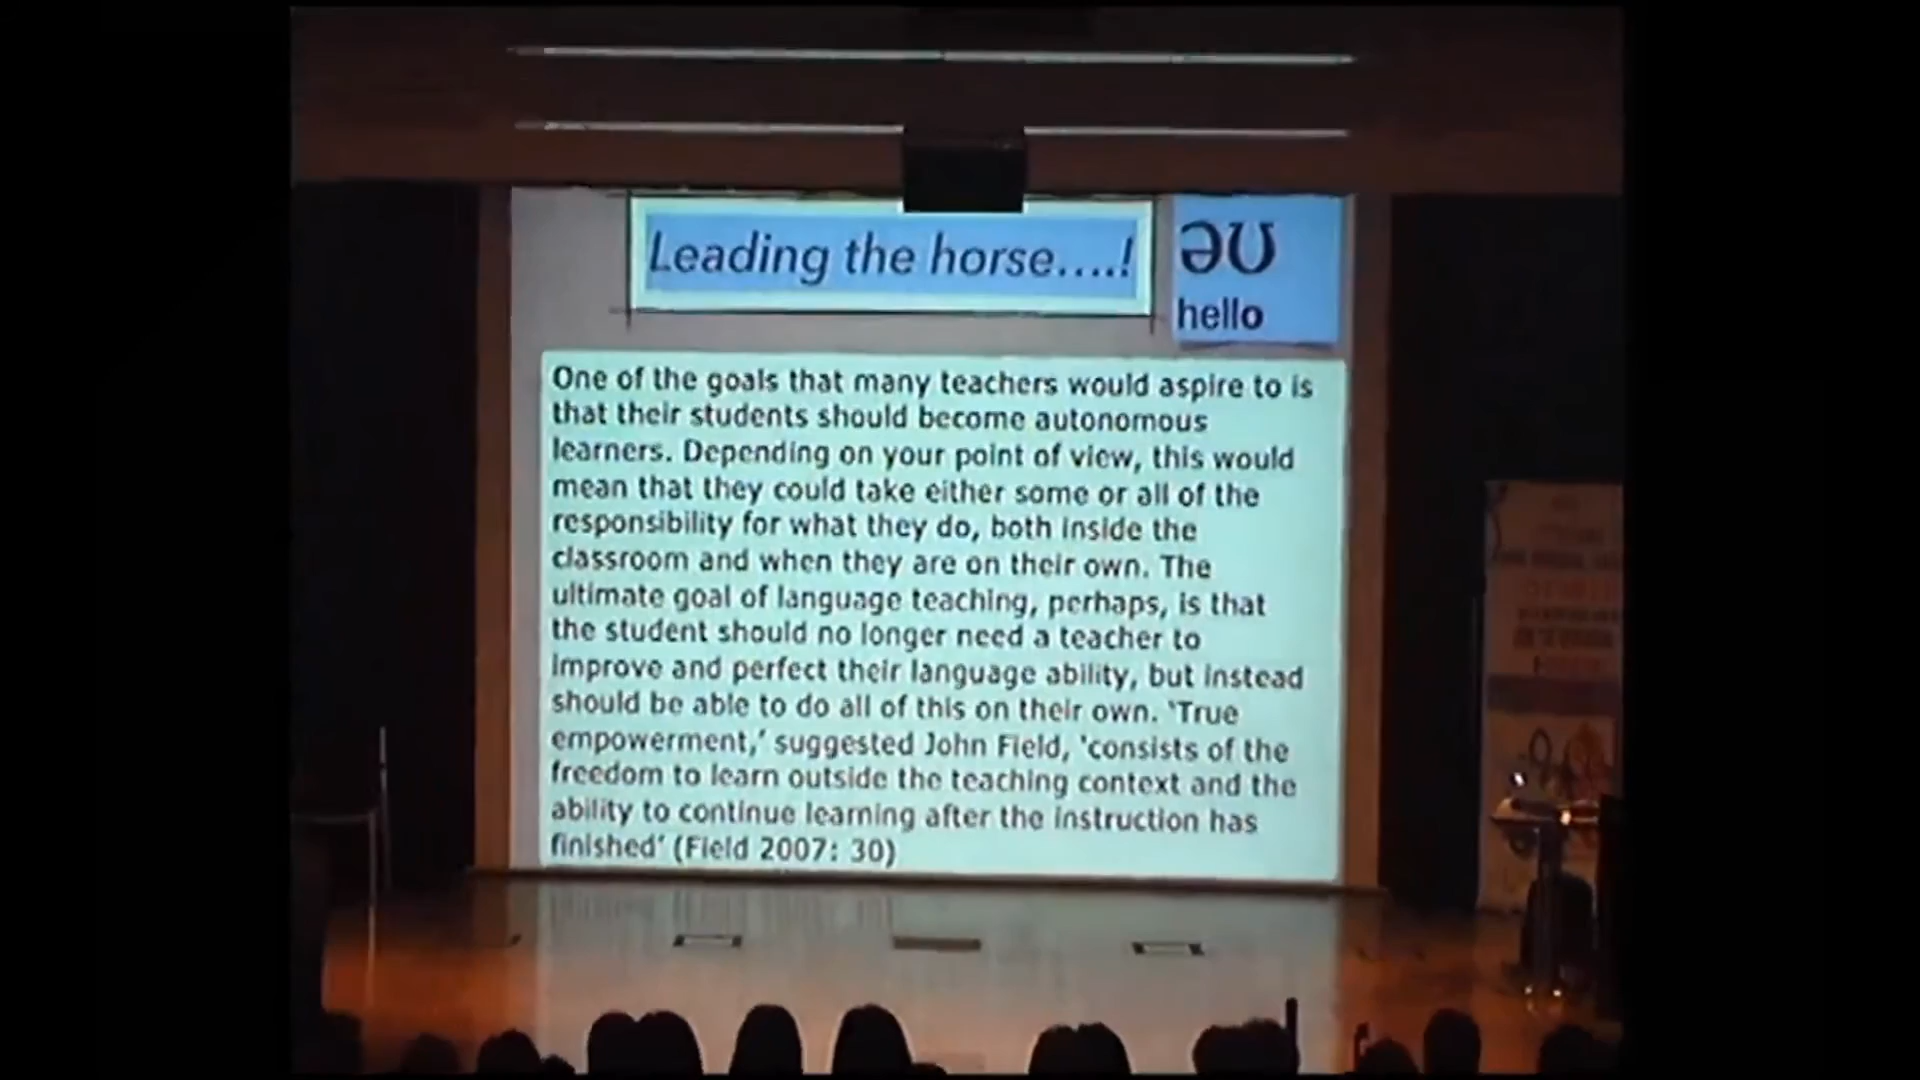 Leading the horse....!
əʊ
hello
One of the goals that many teachers would aspire to is
that their students should become autonomous
learners. Depending on your point of view, this would
mean that they could take either some or all of the
responsibility for what they do, both inside the
classroom and when they are on their own. The
ultimate goal of language teaching, perhaps, is that
the student should no longer need a teacher to
improve and perfect their language ability, but instead
should be able to do all of this on their own. 'True
empowerment,' suggested John Field, 'consists of the
freedom to learn outside the teaching context and the
ability to continue learning after the instruction has
finished' (Field 2007: 30)